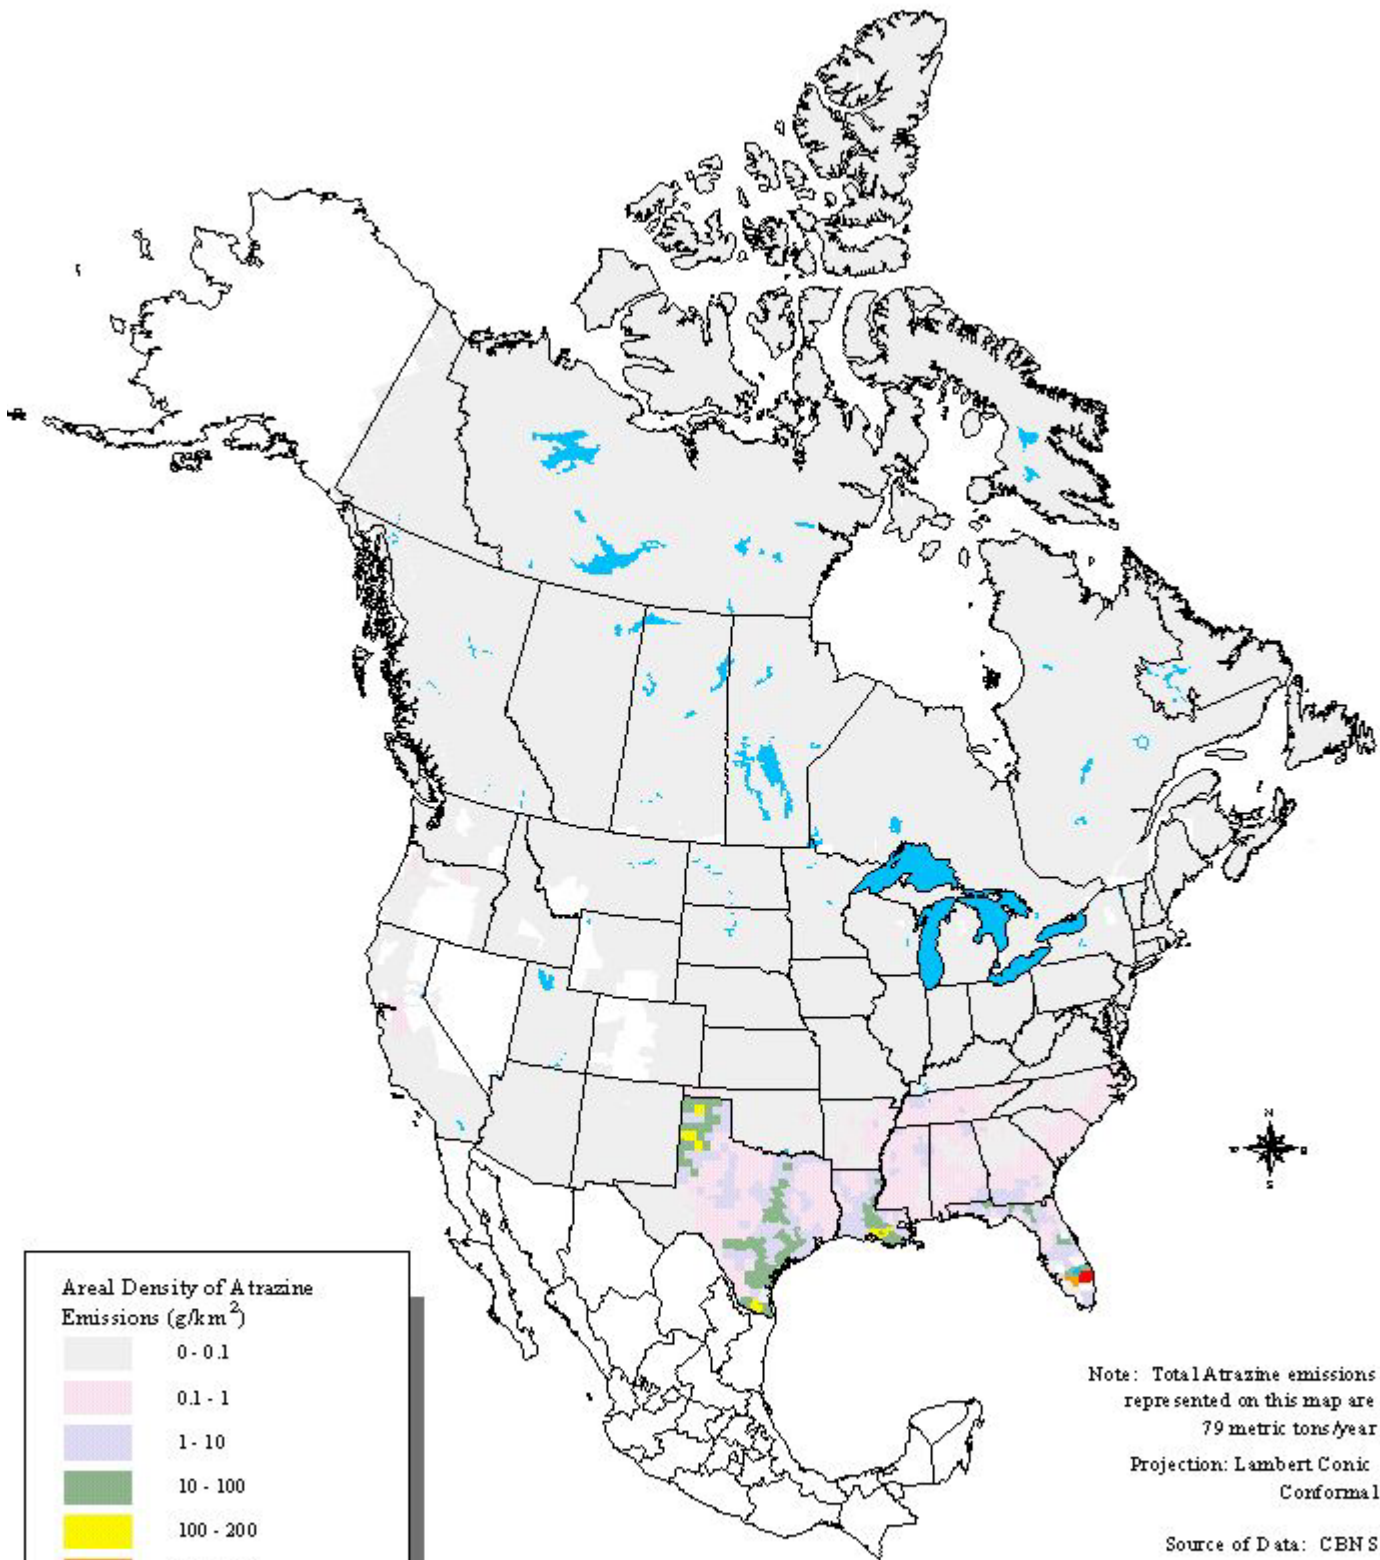 N
S
Areal Density of Atrazine
Emissions (g/km²)
0 - 0.1
0.1 - 1
1 - 10
10 - 100
100 - 200
Note: Total Atrazine emissions
represented on this map are
79 metric tons/year
Projection: Lambert Conic
Conformal
Source of Data: CBNS